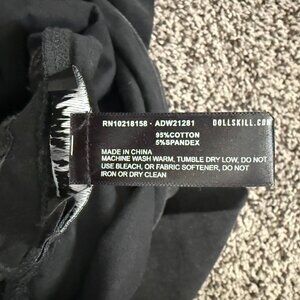 RN10218158 - ADW21281
DOLLSKILL.COM
95%COTTON
5%SPANDEX
MADE IN CHINA
MACHINE WASH WARM, TUMBLE DRY LOW, DO NOT
USE BLEACH, OR FABRIC SOFTENER, DO NOT
IRON OR DRY CLEAN